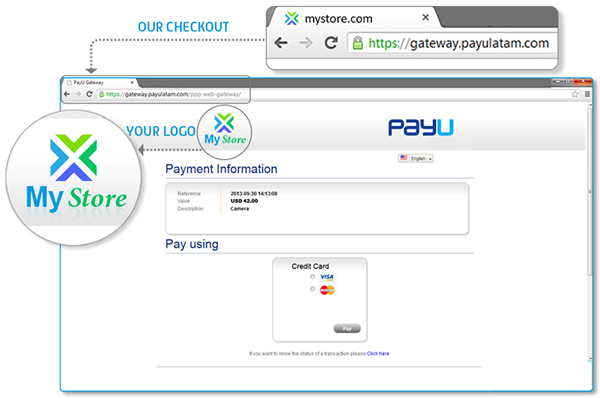 OUR CHECKOUT
mystore.com
https://gateway.payulatam.com
PayU Gateway
https://gateway.payulatam.com/ppp-web-gateway/
YOUR LOGO
My Store
My Store
PayU
English
Payment Information
Reference 2013-09-30 14:13:08
Value USD 42.00
Description Camera
Pay using
Credit Card
VISA
MasterCard
Pay
If you want to know the status of a transaction please Click here